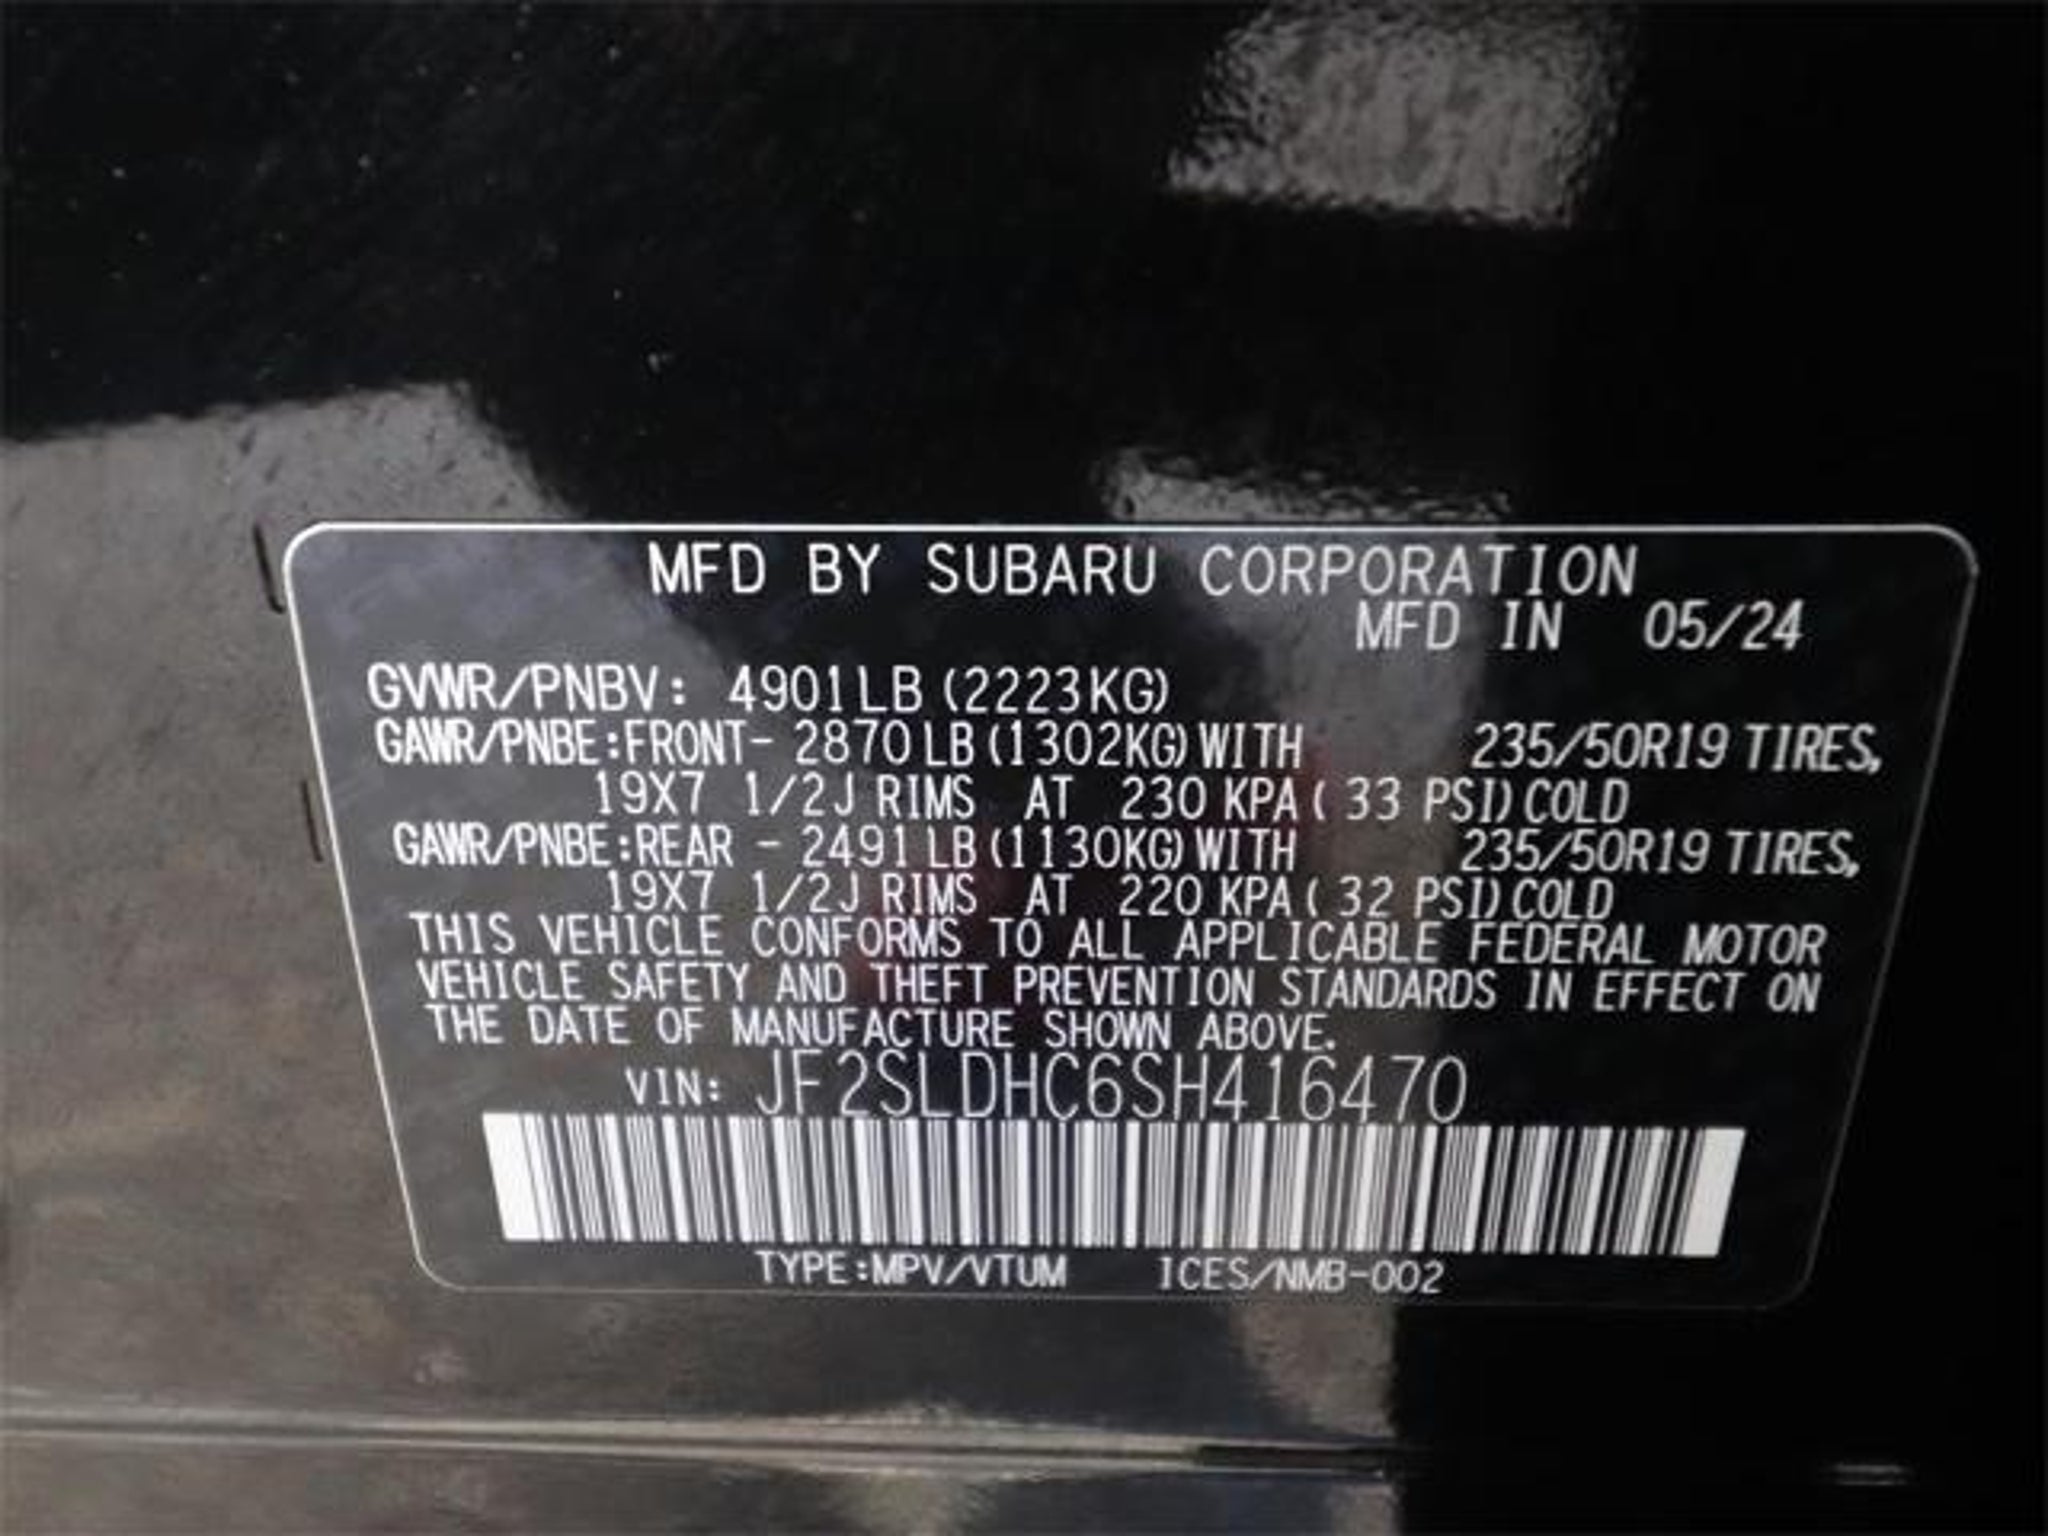 MFD BY SUBARU CORPORATION
MFD IN 05/24
GVWR/PNBV: 4901LB (2223KG)
GAWR/PNBE:FRONT- 2870LB (1302KG) WITH 235/50R19 TIRES,
19X7 1/2J RIMS AT 230 KPA ( 33 PSI) COLD
GAWR/PNBE:REAR - 2491LB (1130KG) WITH 235/50R19 TIRES,
19X7 1/2J RIMS AT 220 KPA ( 32 PSI) COLD
THIS VEHICLE CONFORMS TO ALL APPLICABLE FEDERAL MOTOR
VEHICLE SAFETY AND THEFT PREVENTION STANDARDS IN EFFECT ON
THE DATE OF MANUFACTURE SHOWN ABOVE.
VIN: JF2SLDHC6SH416470
TYPE:MPV/VTUM ICES/NMB-002